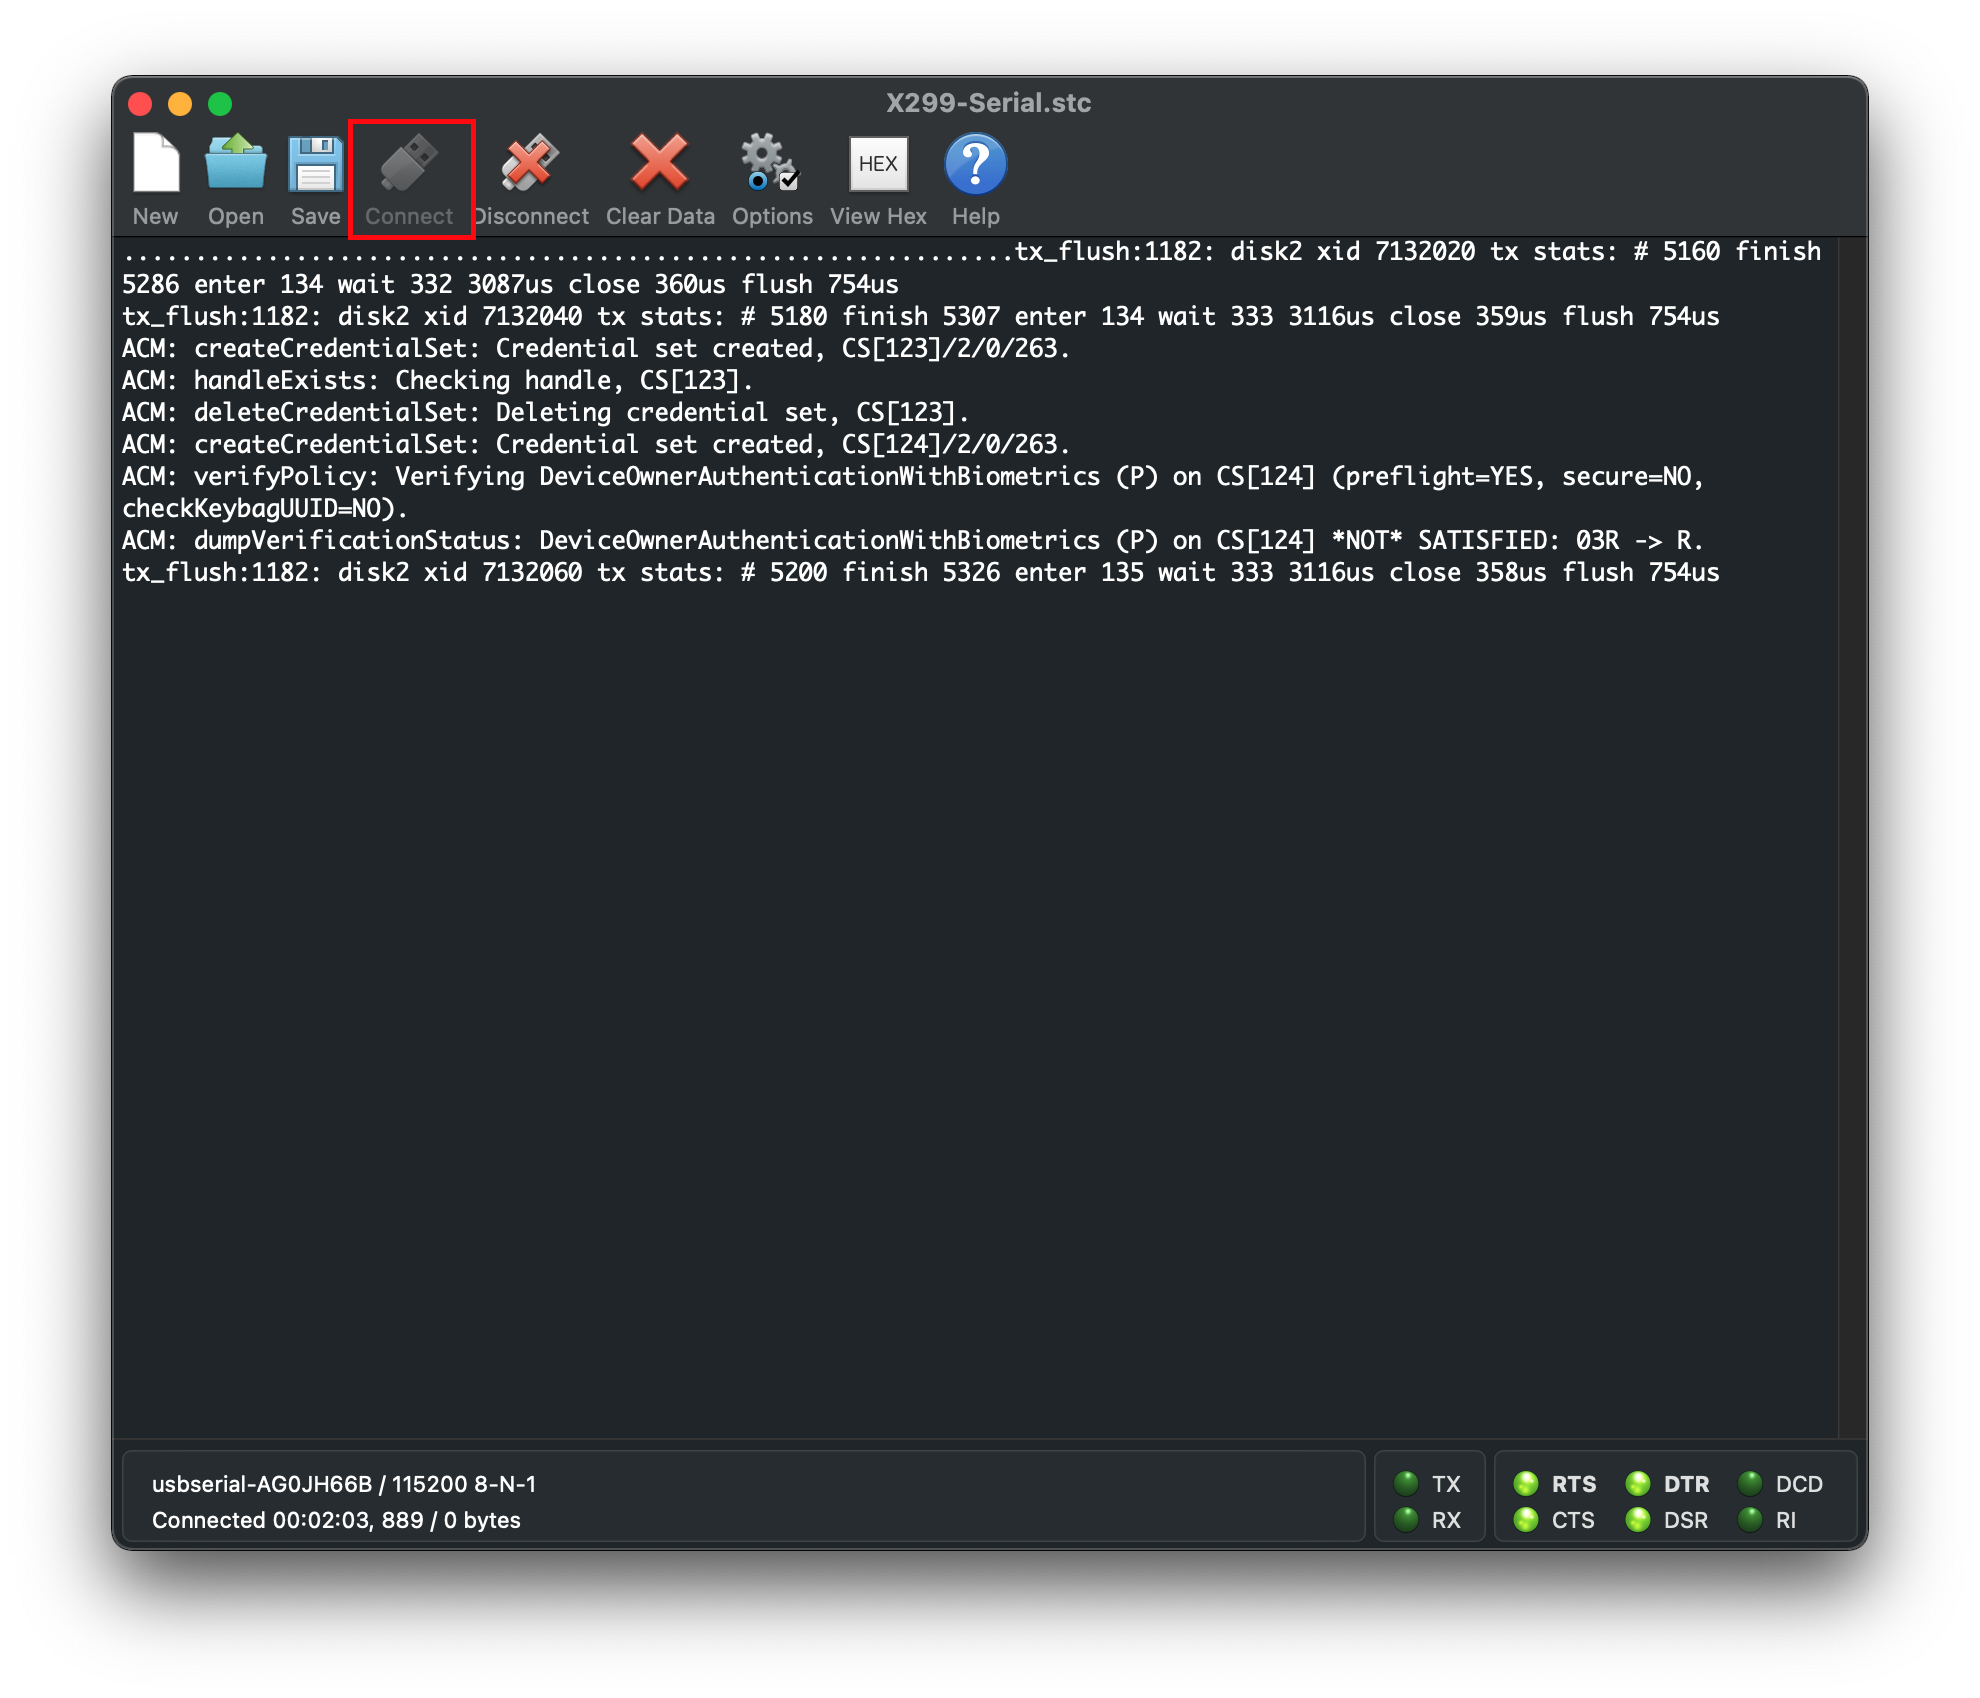 X299-Serial.stc
HEX
New Open Save Connect Disconnect Clear Data Options View Hex Help
..............................................................tx_flush:1182: disk2 xid 7132020 tx stats: # 5160 finish
5286 enter 134 wait 332 3087us close 360us flush 754us
tx_flush:1182: disk2 xid 7132040 tx stats: # 5180 finish 5307 enter 134 wait 333 3116us close 359us flush 754us
ACM: createCredentialSet: Credential set created, CS[123]/2/0/263.
ACM: handleExists: Checking handle, CS[123].
ACM: deleteCredentialSet: Deleting credential set, CS[123].
ACM: createCredentialSet: Credential set created, CS[124]/2/0/263.
ACM: verifyPolicy: Verifying DeviceOwnerAuthenticationWithBiometrics (P) on CS[124] (preflight=YES, secure=NO,
checkKeybagUUID=NO).
ACM: dumpVerificationStatus: DeviceOwnerAuthenticationWithBiometrics (P) on CS[124] *NOT* SATISFIED: 03R -> R.
tx_flush:1182: disk2 xid 7132060 tx stats: # 5200 finish 5326 enter 135 wait 333 3116us close 358us flush 754us
usbserial-AG0JH66B / 115200 8-N-1
Connected 00:02:03, 889 / 0 bytes
TX RTS DTR DCD
RX CTS DSR RI